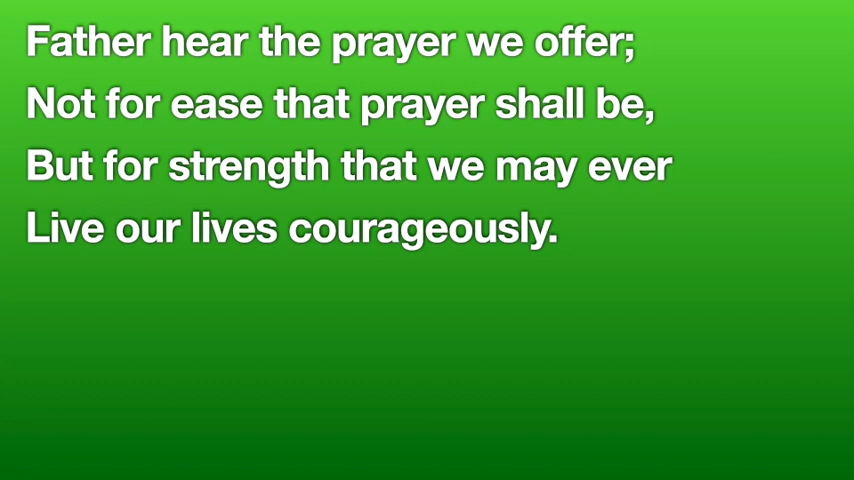 Father hear the prayer we offer;
Not for ease that prayer shall be,
But for strength that we may ever
Live our lives courageously.